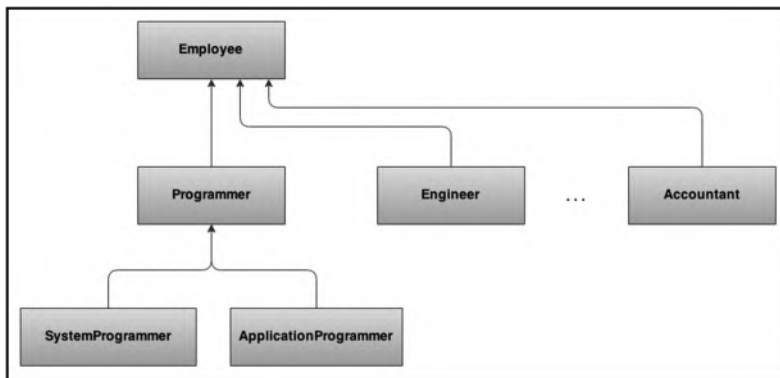 Employee
Programmer
Engineer
...
Accountant
SystemProgrammer
ApplicationProgrammer